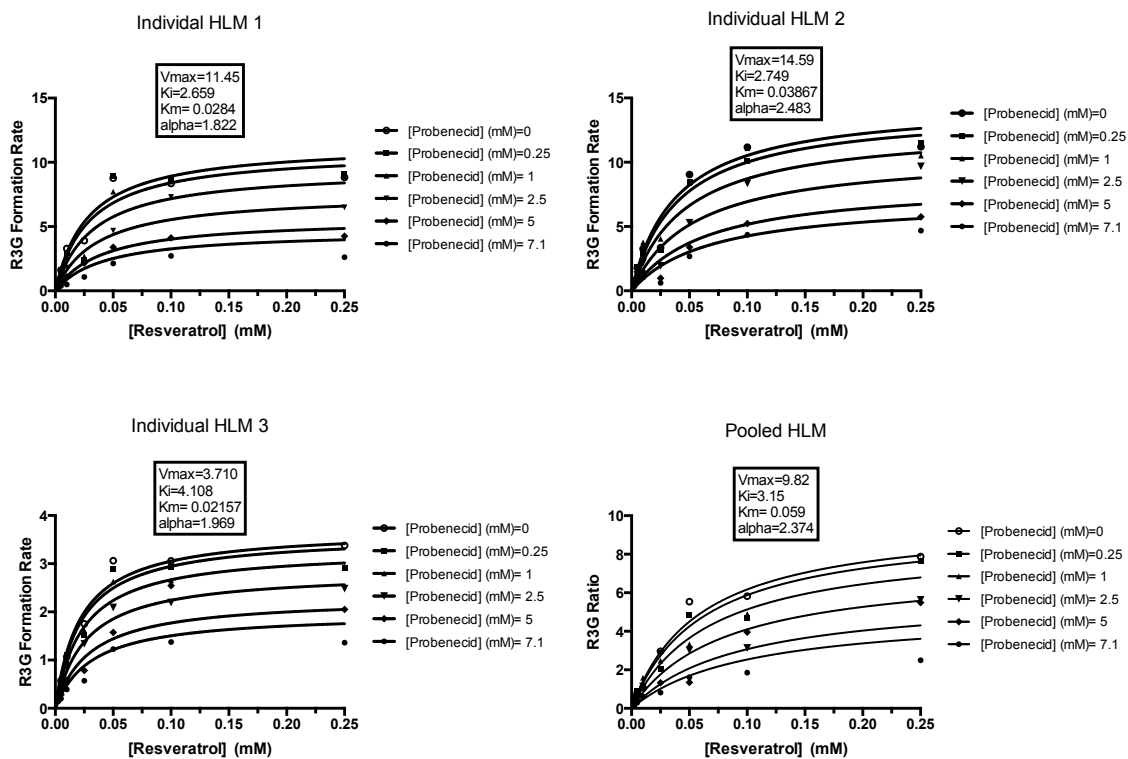 Individal HLM 1
Vmax=11.45
Ki=2.659
Km= 0.0284
alpha=1.822
R3G Formation Rate
15
10
5
0
0.00 0.05 0.10 0.15 0.20 0.25
[Resveratrol] (mM)
[Probenecid] (mM)=0
[Probenecid] (mM)=0.25
[Probenecid] (mM)= 1
[Probenecid] (mM)= 2.5
[Probenecid] (mM)= 5
[Probenecid] (mM)= 7.1
Individual HLM 2
Vmax=14.59
Ki=2.749
Km= 0.03867
alpha=2.483
R3G Formation Rate
15
10
5
0
0.00 0.05 0.10 0.15 0.20 0.25
[Resveratrol] (mM)
[Probenecid] (mM)=0
[Probenecid] (mM)=0.25
[Probenecid] (mM)= 1
[Probenecid] (mM)= 2.5
[Probenecid] (mM)= 5
[Probenecid] (mM)= 7.1
Individual HLM 3
Vmax=3.710
Ki=4.108
Km= 0.02157
alpha=1.969
R3G Formation Rate
4
3
2
1
0
0.00 0.05 0.10 0.15 0.20 0.25
[Resveratrol] (mM)
[Probenecid] (mM)=0
[Probenecid] (mM)=0.25
[Probenecid] (mM)= 1
[Probenecid] (mM)= 2.5
[Probenecid] (mM)= 5
[Probenecid] (mM)= 7.1
Pooled HLM
Vmax=9.82
Ki=3.15
Km= 0.059
alpha=2.374
R3G Ratio
10
8
6
4
2
0
0.00 0.05 0.10 0.15 0.20 0.25
[Resveratrol] (mM)
[Probenecid] (mM)=0
[Probenecid] (mM)=0.25
[Probenecid] (mM)= 1
[Probenecid] (mM)= 2.5
[Probenecid] (mM)= 5
[Probenecid] (mM)= 7.1